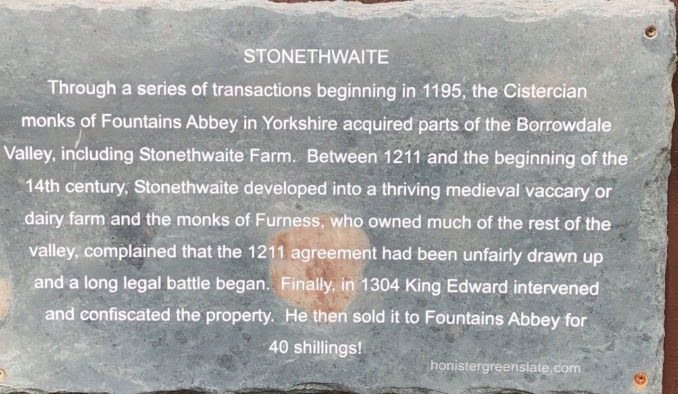 STONETHWAITE
Through a series of transactions beginning in 1195, the Cistercian
monks of Fountains Abbey in Yorkshire acquired parts of the Borrowdale
Valley, including Stonethwaite Farm. Between 1211 and the beginning of the
14th century, Stonethwaite developed into a thriving medieval vaccary or
dairy farm and the monks of Furness, who owned much of the rest of the
valley, complained that the 1211 agreement had been unfairly drawn up
and a long legal battle began. Finally, in 1304 King Edward intervened
and confiscated the property. He then sold it to Fountains Abbey for
40 shillings!
honistergreenslate.com